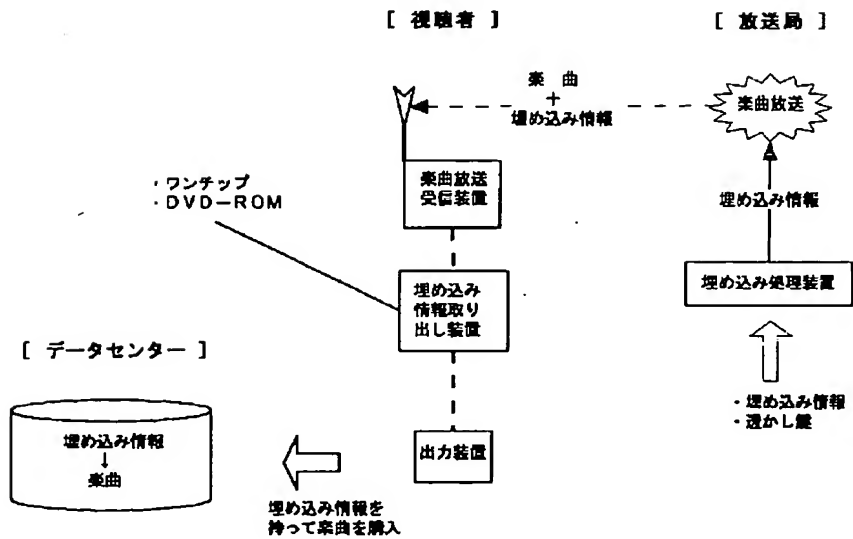 [ 視聴者 ]
[ 放送局 ]
楽 曲
+
埋め込み情報
楽曲放送
・ワンチップ
・DVD−ROM
楽曲放送
受信装置
埋め込み情報
埋め込み
情報取り
出し装置
埋め込み処理装置
[ データセンター ]
・埋め込み情報
・透かし鍵
埋め込み情報
↓
楽曲
出力装置
埋め込み情報を
持って楽曲を購入